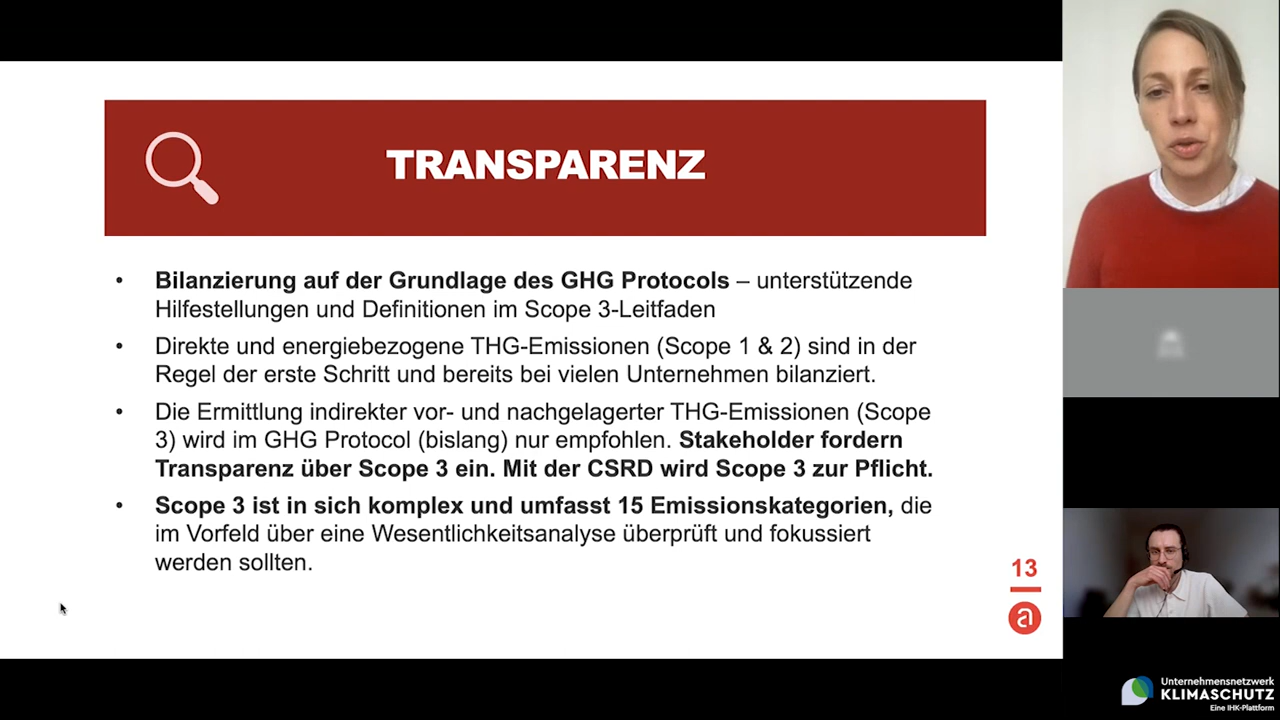 TRANSPARENZ
• Bilanzierung auf der Grundlage des GHG Protocols – unterstützende
Hilfestellungen und Definitionen im Scope 3-Leitfaden
• Direkte und energiebezogene THG-Emissionen (Scope 1 & 2) sind in der
Regel der erste Schritt und bereits bei vielen Unternehmen bilanziert.
• Die Ermittlung indirekter vor- und nachgelagerter THG-Emissionen (Scope
3) wird im GHG Protocol (bislang) nur empfohlen. Stakeholder fordern
Transparenz über Scope 3 ein. Mit der CSRD wird Scope 3 zur Pflicht.
• Scope 3 ist in sich komplex und umfasst 15 Emissionskategorien, die
im Vorfeld über eine Wesentlichkeitsanalyse überprüft und fokussiert
werden sollten.
13
a
Unternehmensnetzwerk
KLIMASCHUTZ
Eine IHK-Plattform